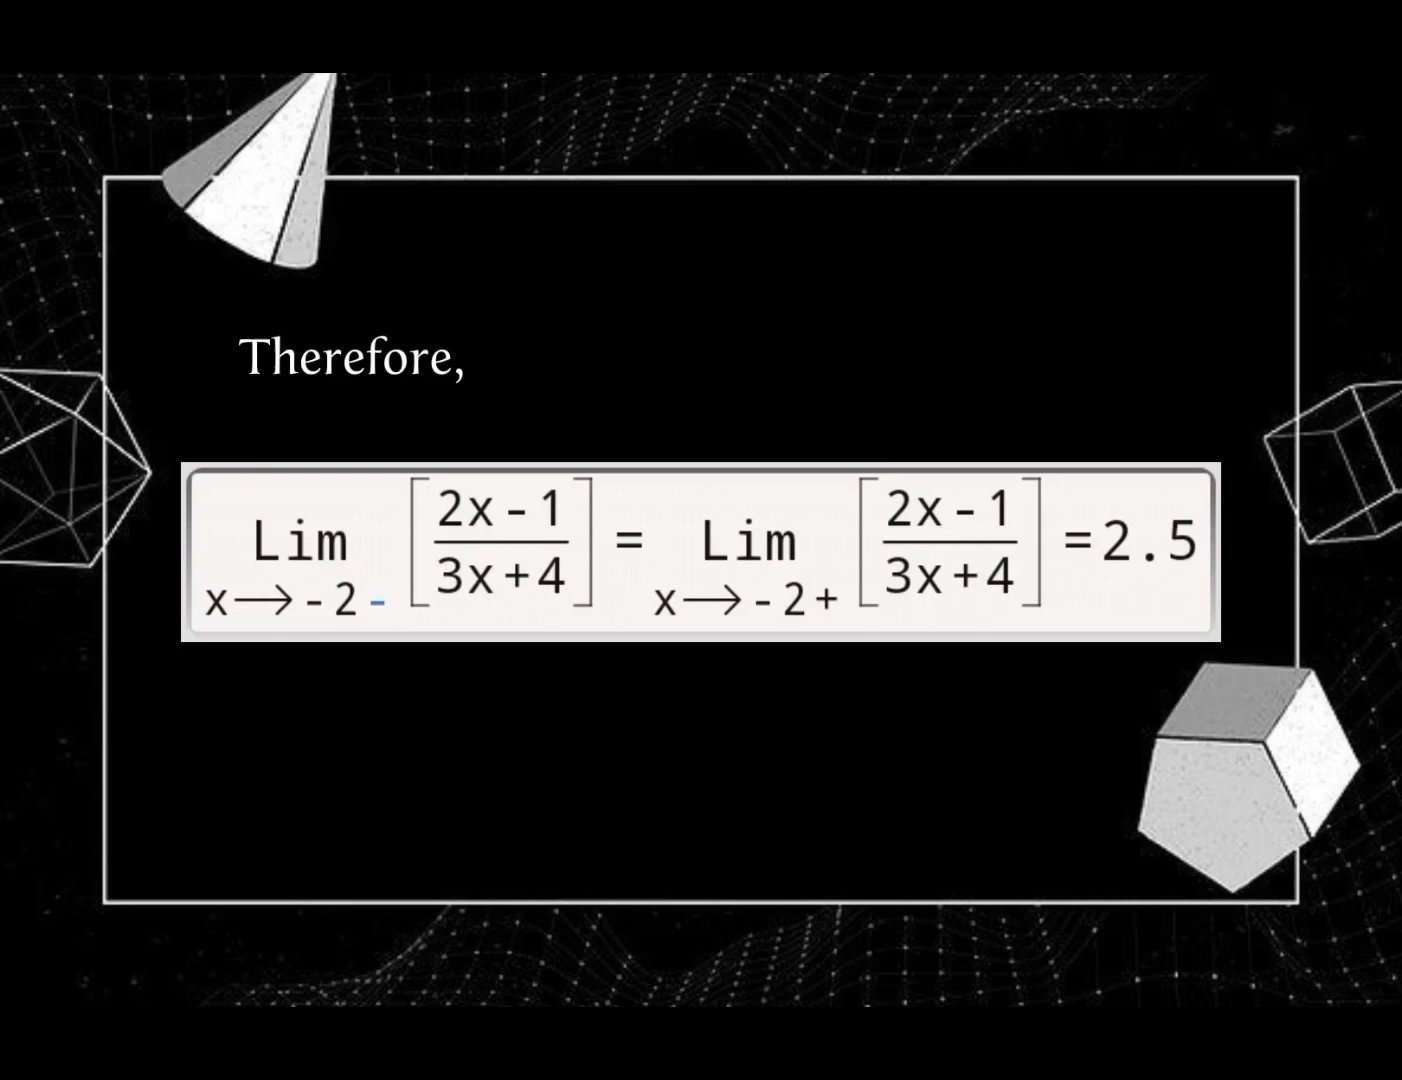 Therefore,
Lim x⟶-2- [(2x-1)/(3x+4)] = Lim x⟶-2+ [(2x-1)/(3x+4)] =2.5